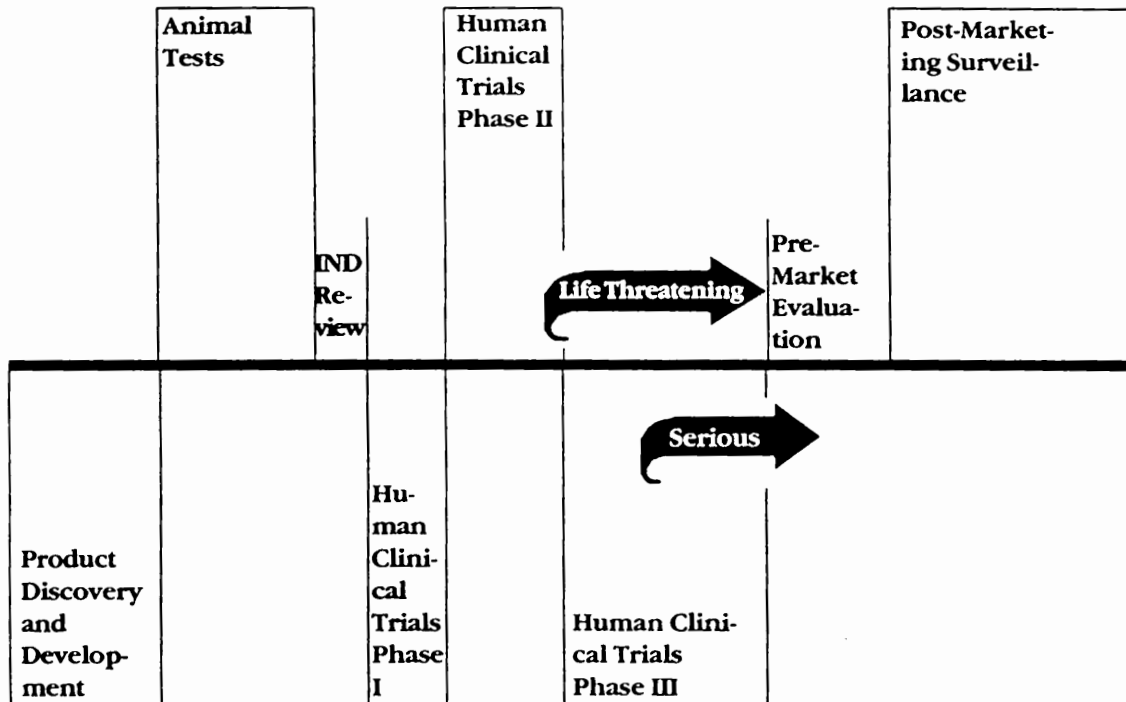 Animal
Tests
Human
Clinical
Trials
Phase II
Post-Market-
ing Surveil-
lance
IND
Re-
view
Life Threatening
Pre-
Market
Evalua-
tion
Serious
Product
Discovery
and
Develop-
ment
Hu-
man
Clini-
cal
Trials
Phase
I
Human Clini-
cal Trials
Phase III